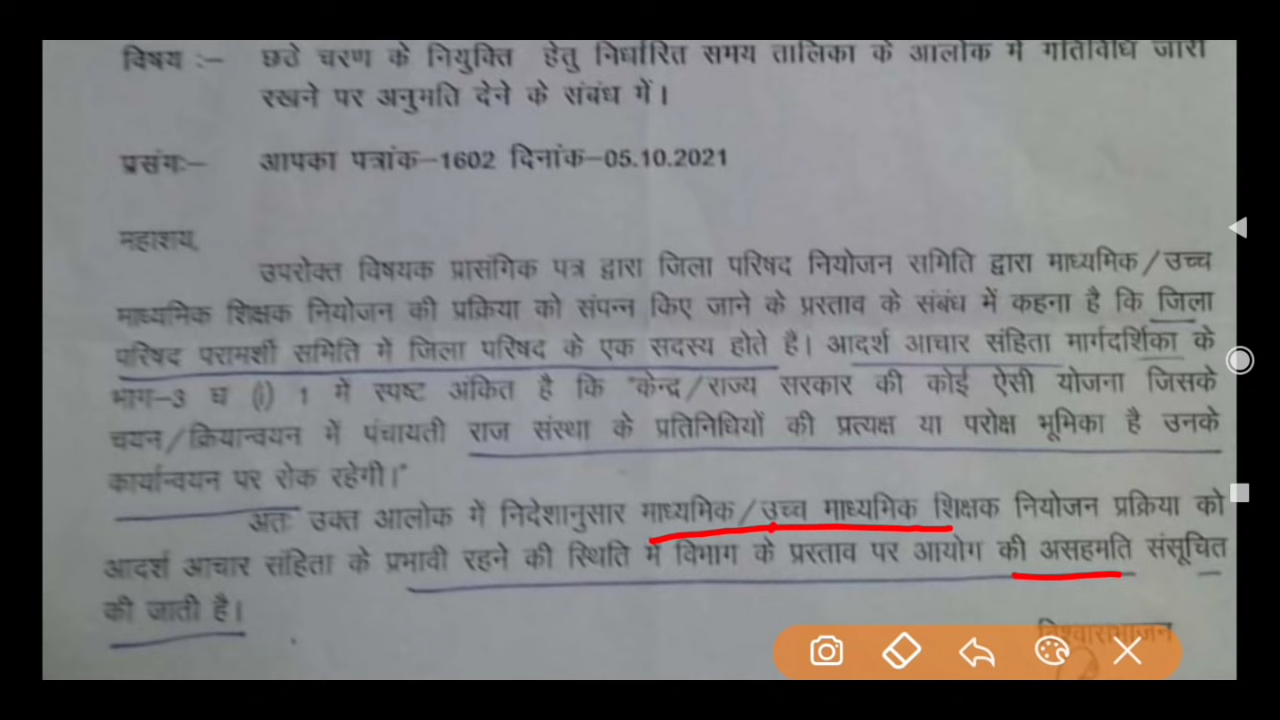 विषय :– छठे चरण के नियुक्ति हेतु निर्धारित समय तालिका के आलोक में गतिविधि जारी
रखने पर अनुमति देने के संबंध में।
प्रसंगः– आपका पत्रांक–1602 दिनांक–05.10.2021
महाशय,
उपरोक्त विषयक प्रासंगिक पत्र द्वारा जिला परिषद नियोजन समिति द्वारा माध्यमिक/उच्च
माध्यमिक शिक्षक नियोजन की प्रक्रिया को संपन्न किए जाने के प्रस्ताव के संबंध में कहना है कि जिला
परिषद परामर्शी समिति में जिला परिषद के एक सदस्य होते है। आदर्श आचार संहिता मार्गदर्शिका के
भाग–3 घ (i) 1 में स्पष्ट अंकित है कि "केन्द्र/राज्य सरकार की कोई ऐसी योजना जिसके
चयन/क्रियान्वयन में पंचायती राज संस्था के प्रतिनिधियों की प्रत्यक्ष या परोक्ष भूमिका है उनके
कार्यान्वयन पर रोक रहेगी।"
अतः उक्त आलोक में निदेशानुसार माध्यमिक/उच्च माध्यमिक शिक्षक नियोजन प्रक्रिया को
आदर्श आचार संहिता के प्रभावी रहने की स्थिति में विभाग के प्रस्ताव पर आयोग की असहमति संसूचित
की जाती है।
विश्वासभाजन